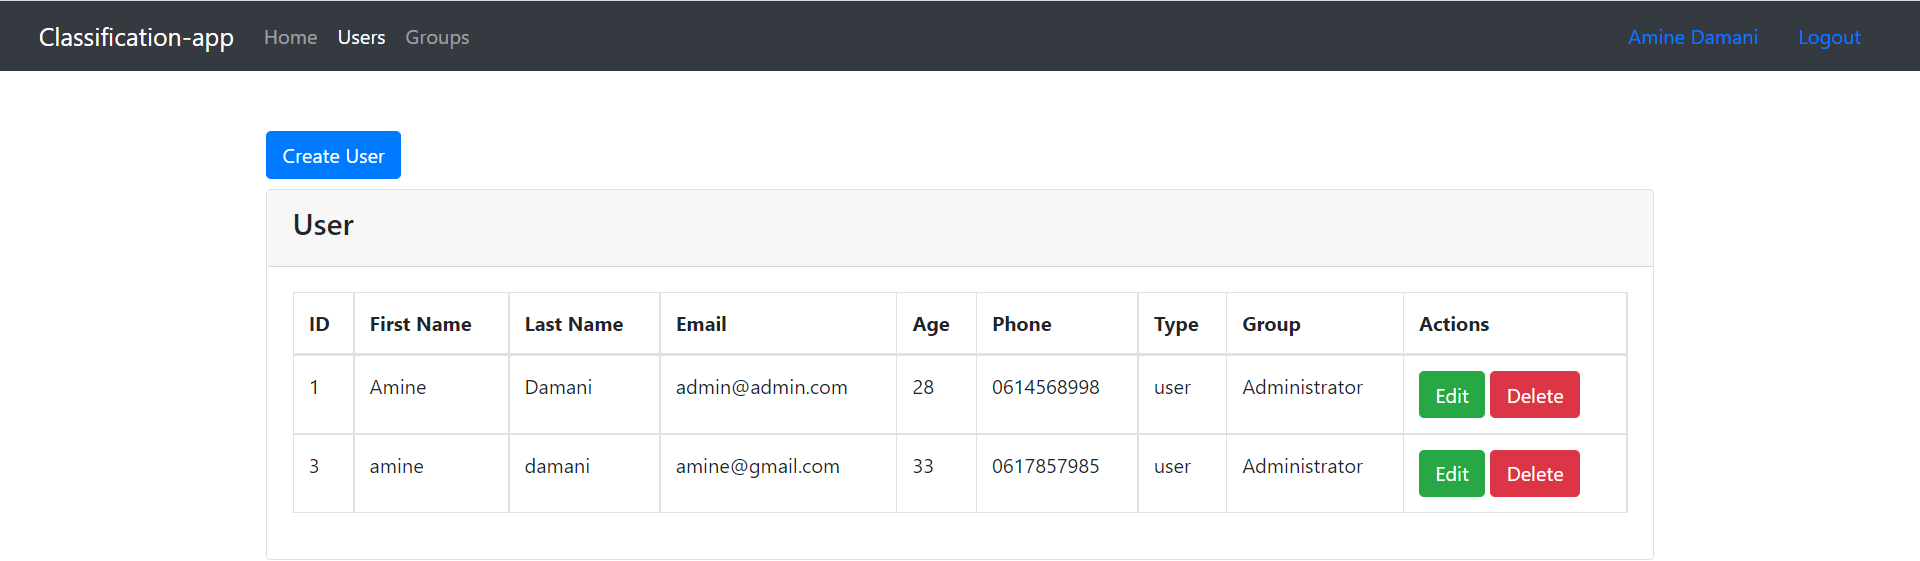 Classification-app Home Users Groups Amine Damani Logout
Create User
User
ID First Name Last Name Email Age Phone Type Group Actions
1 Amine Damani admin@admin.com 28 0614568998 user Administrator Edit Delete
3 amine damani amine@gmail.com 33 0617857985 user Administrator Edit Delete